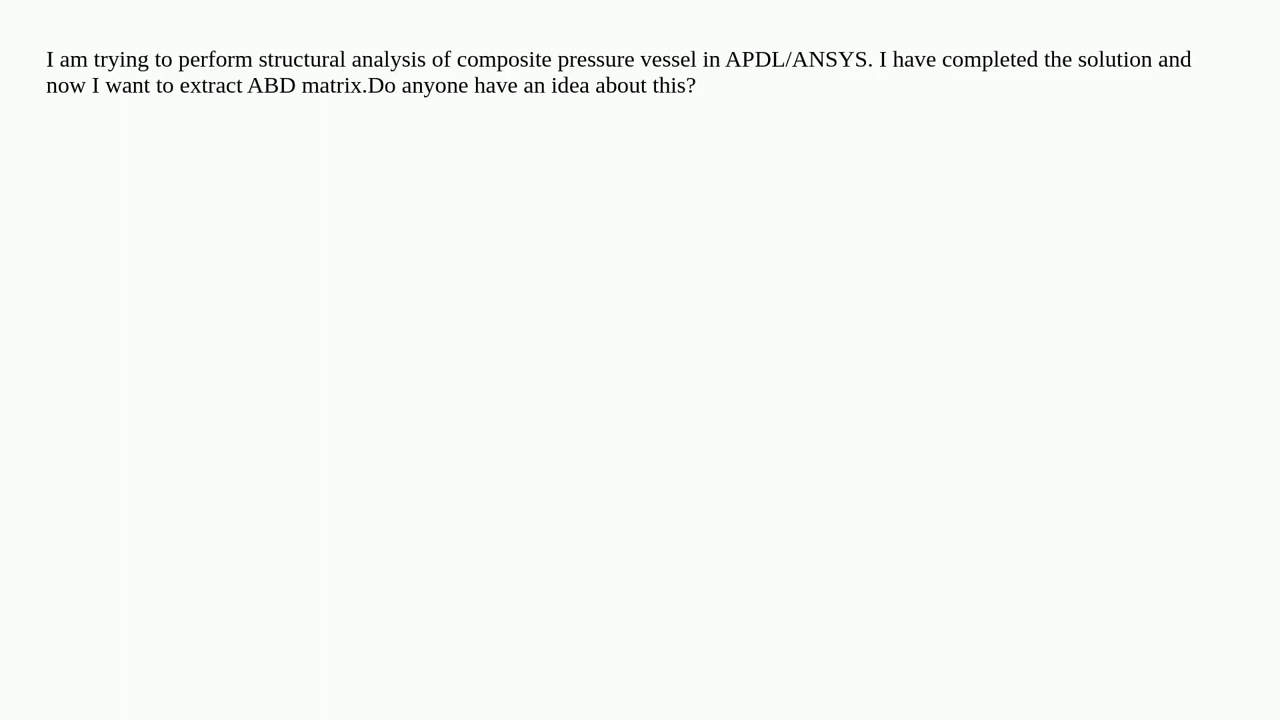 I am trying to perform structural analysis of composite pressure vessel in APDL/ANSYS. I have completed the solution and
now I want to extract ABD matrix.Do anyone have an idea about this?